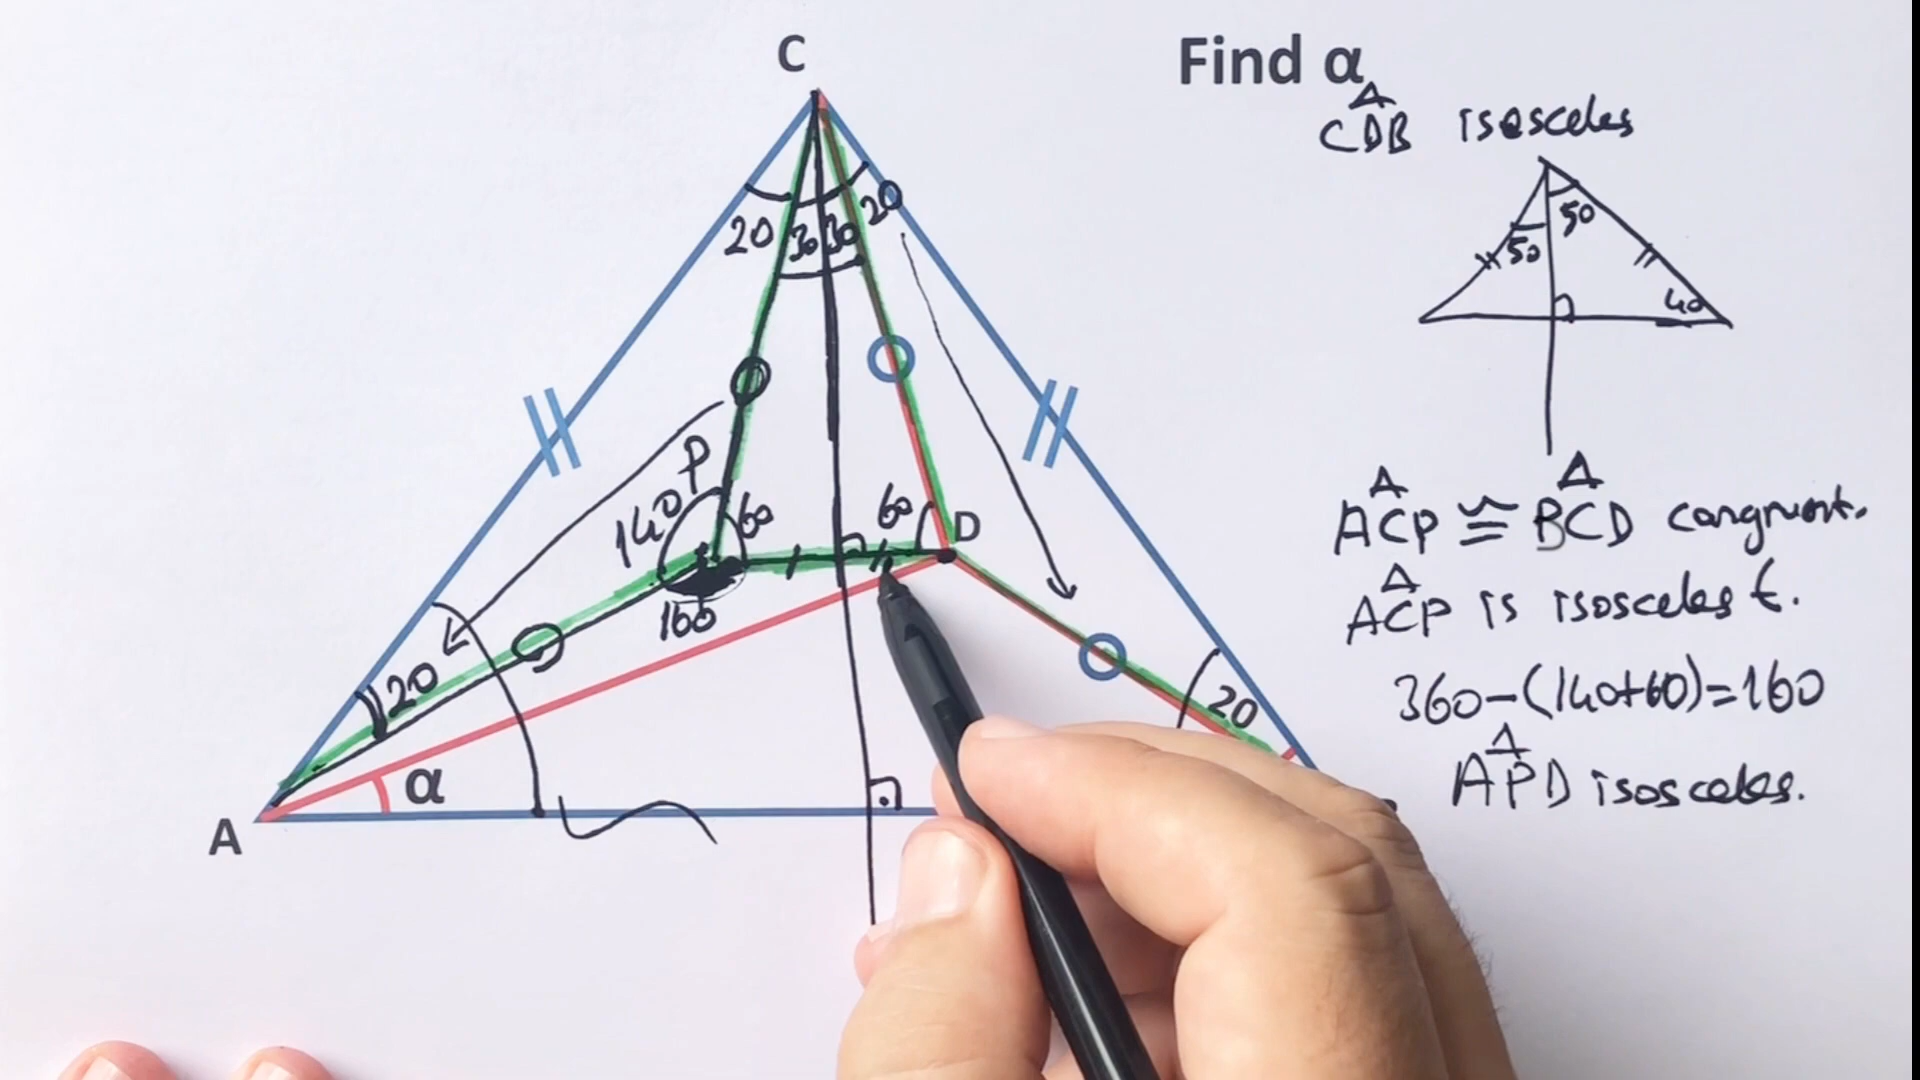 C
Find α
CDB isosceles
20 30 30 20
50
50
40
P
140 60 60 D
ACP ≅ BCD congruent.
160
ACP is isosceles t.
20
20
360-(140+60)=160
α
APD isosceles.
A